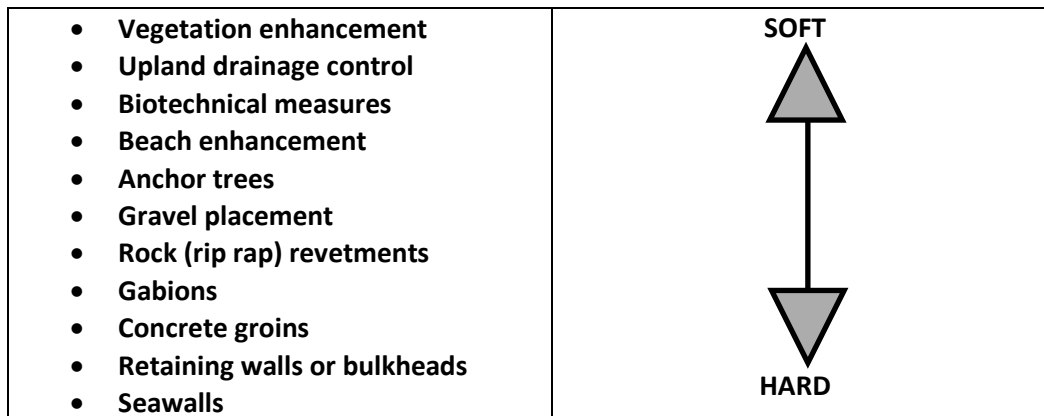 • Vegetation enhancement
• Upland drainage control
• Biotechnical measures
• Beach enhancement
• Anchor trees
• Gravel placement
• Rock (rip rap) revetments
• Gabions
• Concrete groins
• Retaining walls or bulkheads
• Seawalls
SOFT
HARD